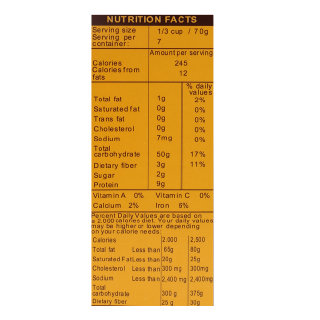 NUTRITION FACTS
Serving size 1/3 cup / 70g
Serving per
container: 7
Amount per serving
Calories 245
Calories from
fats 12
% daily
values
Total fat 1g 2%
Saturated fat 0g 0%
Trans fat 0g 0%
Cholesterol 0g 0%
Sodium 7mg 0%
Total
carbohydrate 50g 17%
Dietary fiber 3g 11%
Sugar 2g
Protein 9g
Vitamin A 0% Vitamin C 0%
Calcium 2% Iron 6%
Percent Daily Values are based on
a 2,000 calories diet. Your daily values
may be higher or lower depending
on your calorie needs:
Calories 2,000 2,500
Total fat Less than 65g 80g
Saturated Fat Less than 20g 25g
Cholesterol Less than 300 mg 300mg
Sodium Less than 2,400 mg 2,400mg
Total
carbohydrate 300 g 375g
Dietary fiber 25 g 30g